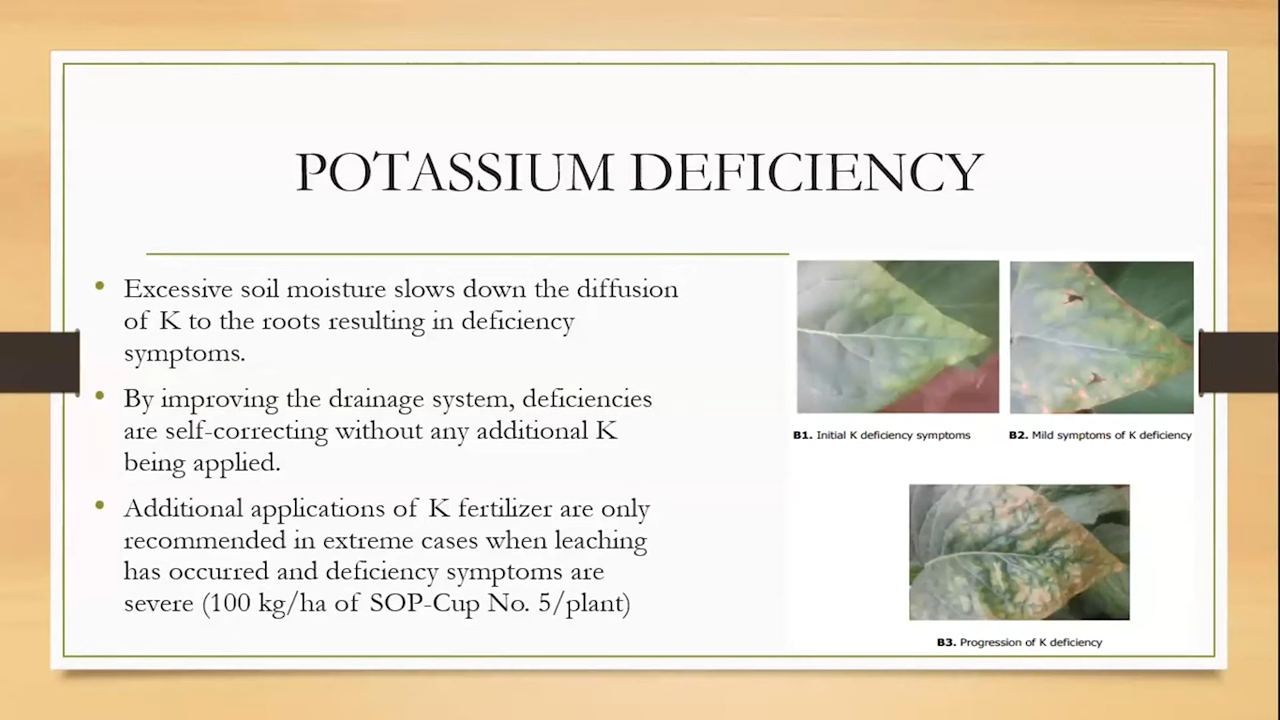 POTASSIUM DEFICIENCY
• Excessive soil moisture slows down the diffusion
of K to the roots resulting in deficiency
symptoms.
• By improving the drainage system, deficiencies
are self-correcting without any additional K
being applied.
• Additional applications of K fertilizer are only
recommended in extreme cases when leaching
has occurred and deficiency symptoms are
severe (100 kg/ha of SOP-Cup No. 5/plant)
B1. Initial K deficiency symptoms
B2. Mild symptoms of K deficiency
B3. Progression of K deficiency